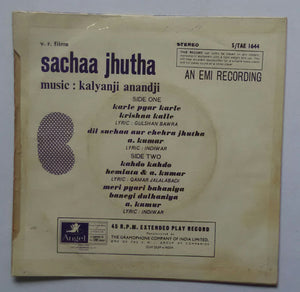 v. r. films
STEREO S/TAE 1644
sachaa jhutha
music : kalyanji anandji
AN EMI RECORDING
SIDE ONE
karle pyar karle
krishna kalle
LYRIC : GULSHAN BAWRA
dil sachaa aur chehra jhutha
a. kumar
LYRIC : INDIWAR
SIDE TWO
kahdo kahdo
hemlata & a. kumar
LYRIC : QAMAR JALALABADI
meri pyari bahaniya
banegi dulhaniya
a. kumar
LYRIC : INDIWAR
Angel
45 R.P.M. EXTENDED PLAY RECORD
THE GRAMOPHONE COMPANY OF INDIA LIMITED,